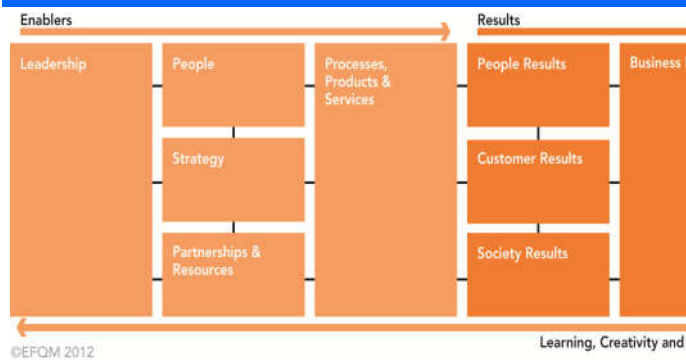 Enablers
Results
Leadership
People
Processes,
Products &
Services
People Results
Business
Strategy
Customer Results
Partnerships &
Resources
Society Results
Learning, Creativity and
©EFQM 2012